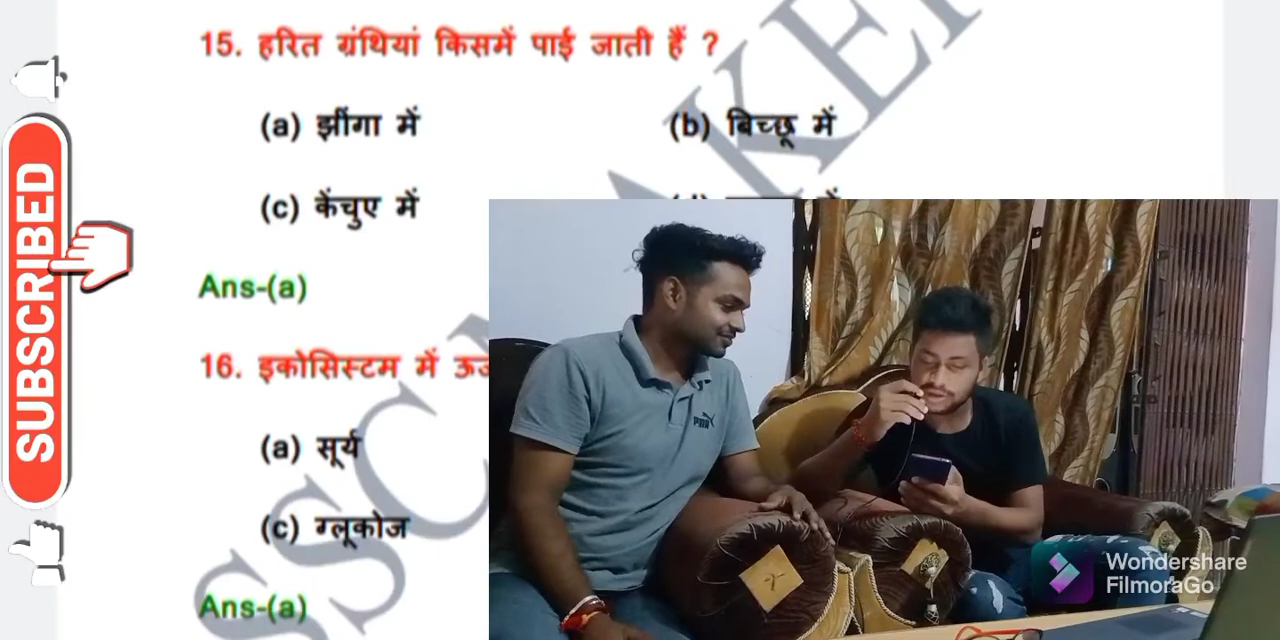 15. हरित ग्रंथियां किसमें पाई जाती हैं ?
(a) झींगा में
(b) बिच्छू में
(c) केंचुए में
Ans-(a)
16. इकोसिस्टम में
(a) सूर्य
(c) ग्लूकोज
Ans-(a)
SUBSCRIBED
PUMA
Wondershare
FilmoraGo